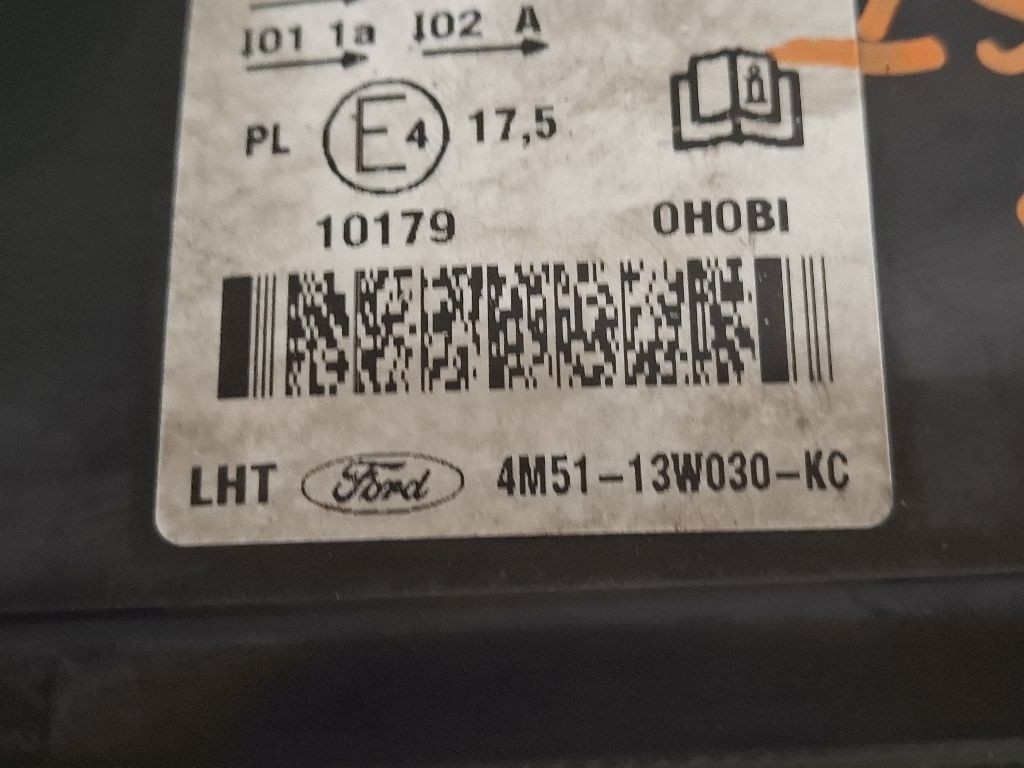 I01 1a I02 A
PL E4 17,5
10179 OHOBI
LHT Ford 4M51-13W030-KC